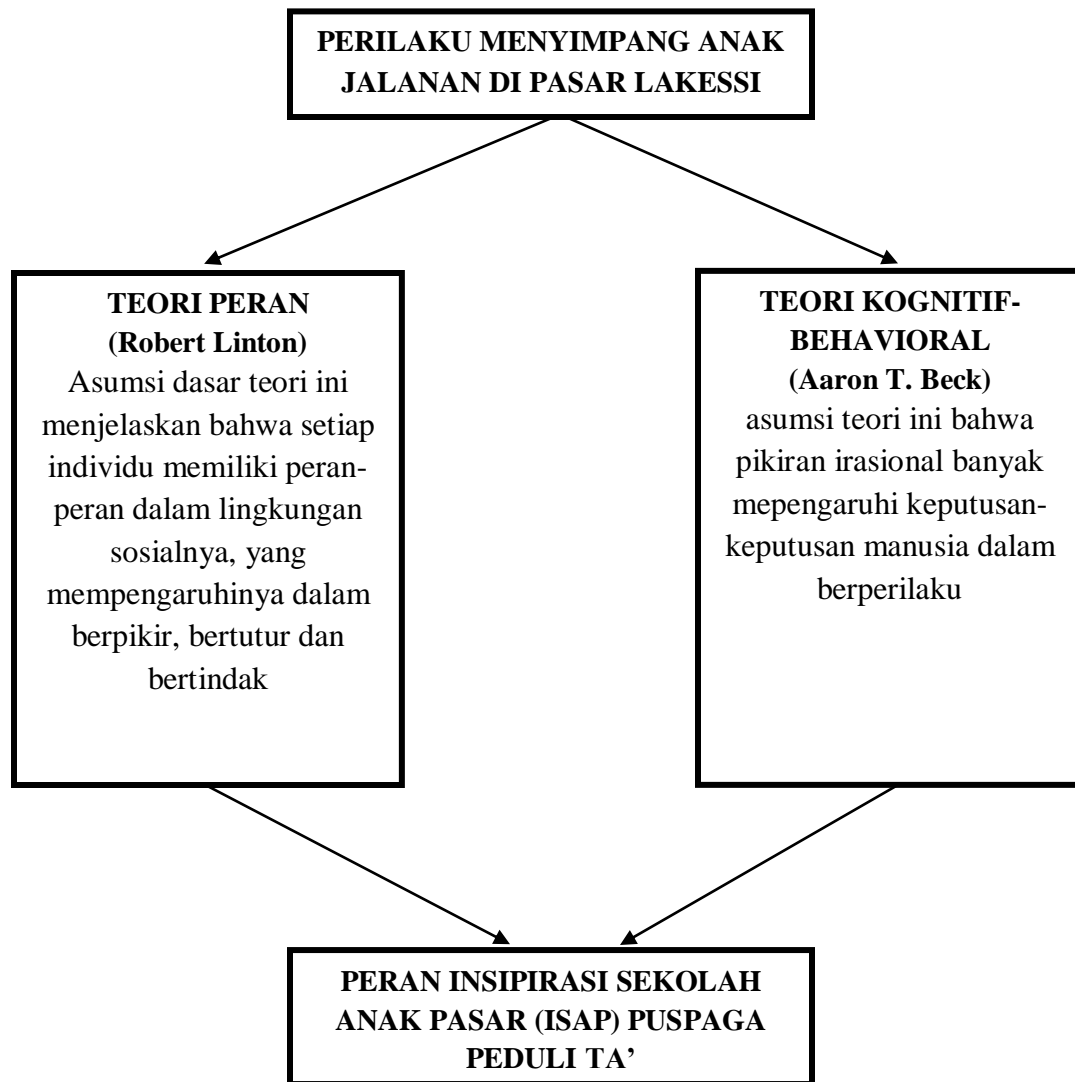 PERILAKU MENYIMPANG ANAK
JALANAN DI PASAR LAKESSI
TEORI PERAN
(Robert Linton)
Asumsi dasar teori ini
menjelaskan bahwa setiap
individu memiliki peran-
peran dalam lingkungan
sosialnya, yang
mempengaruhinya dalam
berpikir, bertutur dan
bertindak
TEORI KOGNITIF-
BEHAVIORAL
(Aaron T. Beck)
asumsi teori ini bahwa
pikiran irasional banyak
mepengaruhi keputusan-
keputusan manusia dalam
berperilaku
PERAN INSIPIRASI SEKOLAH
ANAK PASAR (ISAP) PUSPAGA
PEDULI TA’